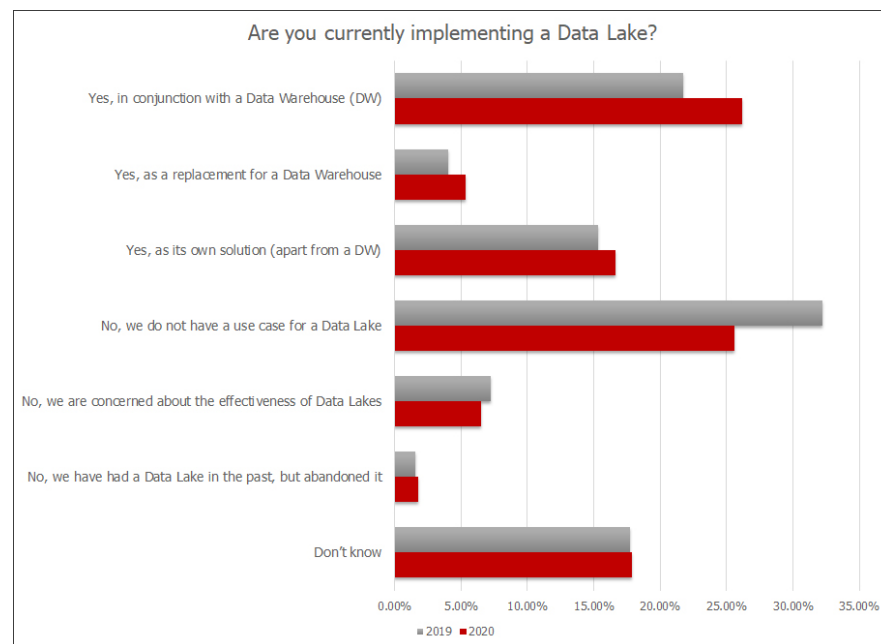 Are you currently implementing a Data Lake?
Yes, in conjunction with a Data Warehouse (DW)
Yes, as a replacement for a Data Warehouse
Yes, as its own solution (apart from a DW)
No, we do not have a use case for a Data Lake
No, we are concerned about the effectiveness of Data Lakes
No, we have had a Data Lake in the past, but abandoned it
Don't know
0.00% 5.00% 10.00% 15.00% 20.00% 25.00% 30.00% 35.00%
2019 2020